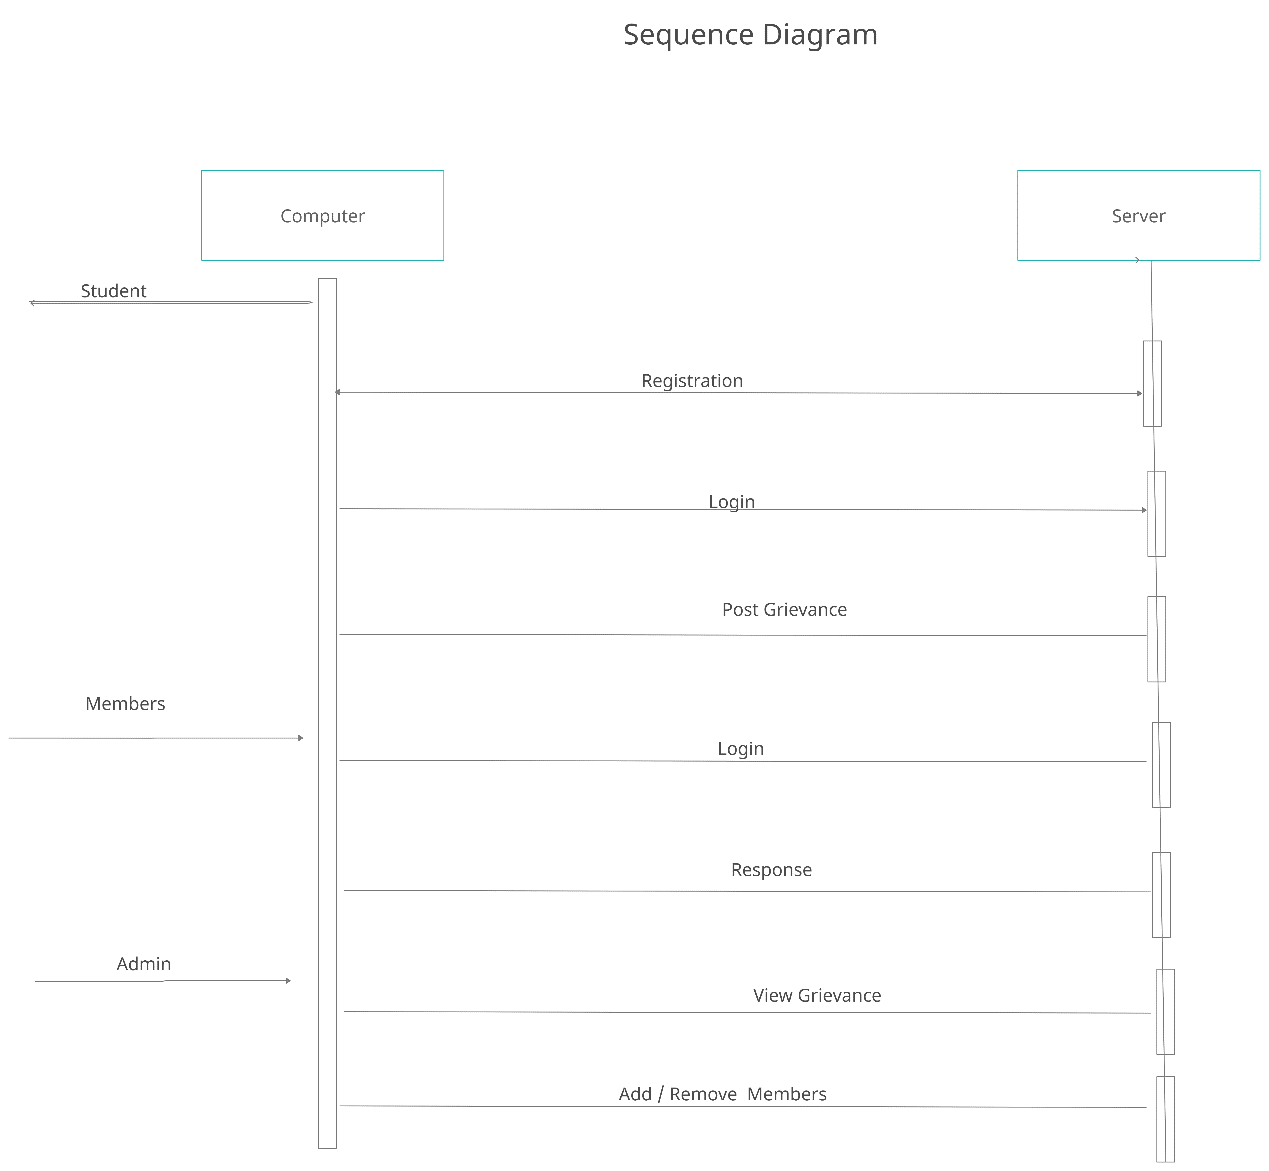 Sequence Diagram
Computer
Server
Student
Registration
Login
Post Grievance
Members
Login
Response
Admin
View Grievance
Add / Remove  Members